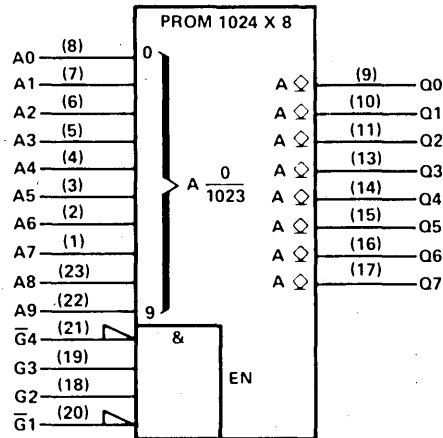 PROM 1024 X 8
A0 (8) 0
A1 (7)
A2 (6)
A3 (5)
A4 (4)
A5 (3)
A6 (2)
A7 (1)
A8 (23)
A9 (22) 9
A 0/1023
A (9) Q0
A (10) Q1
A (11) Q2
A (13) Q3
A (14) Q4
A (15) Q5
A (16) Q6
A (17) Q7
G̅4 (21) &
G3 (19)
G2 (18)
G̅1 (20)
EN